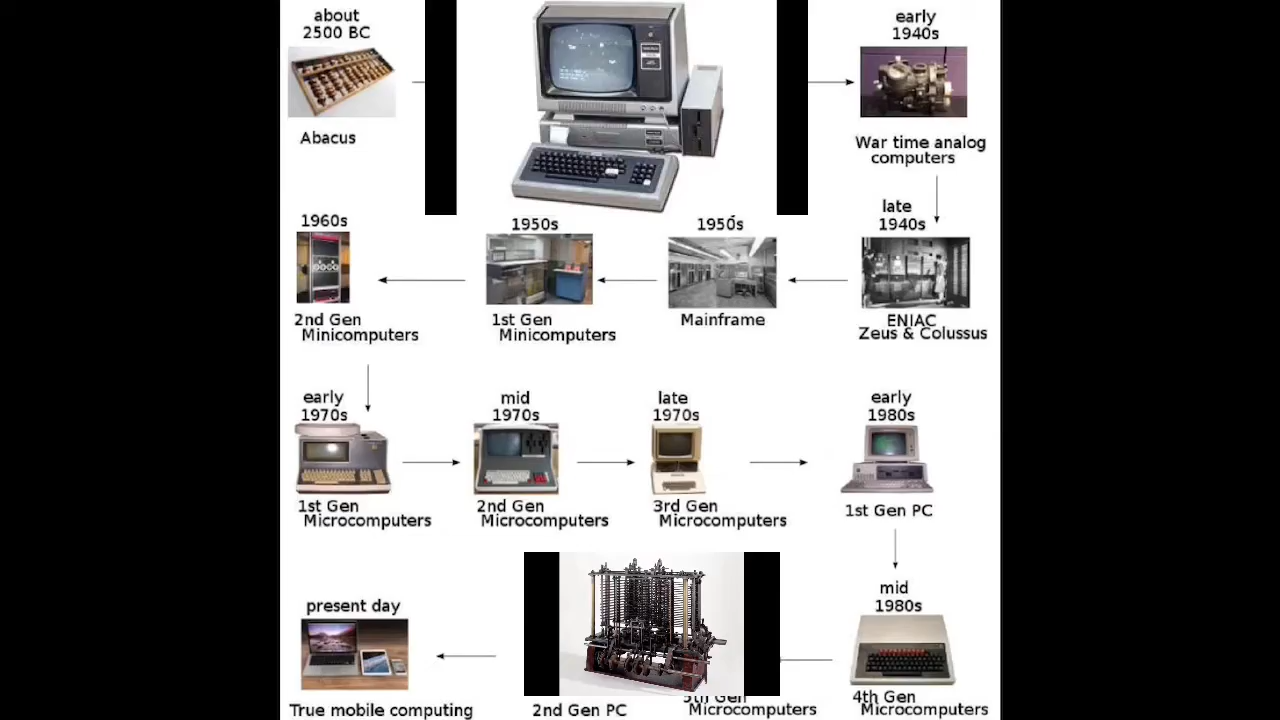 about
2500 BC
early
1940s
Abacus
War time analog
computers
late
1940s
1960s
1950s
1950s
2nd Gen
Minicomputers
1st Gen
Minicomputers
Mainframe
ENIAC
Zeus & Colussus
early
1970s
mid
1970s
late
1970s
early
1980s
1st Gen
Microcomputers
2nd Gen
Microcomputers
3rd Gen
Microcomputers
1st Gen PC
mid
1980s
present day
True mobile computing
2nd Gen PC
5th Gen
Microcomputers
4th Gen
Microcomputers